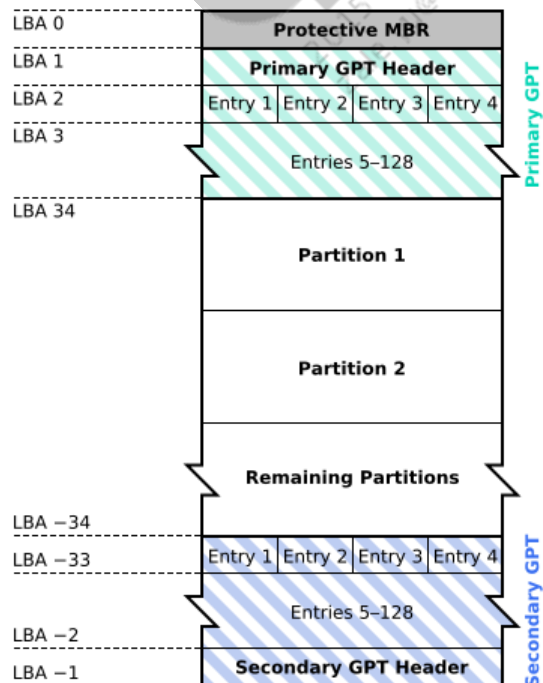 LBA 0
Protective MBR
LBA 1
Primary GPT Header
LBA 2
Entry 1 Entry 2 Entry 3 Entry 4
LBA 3
Entries 5–128
Primary GPT
LBA 34
Partition 1
Partition 2
Remaining Partitions
LBA −34
LBA −33
Entry 1 Entry 2 Entry 3 Entry 4
Entries 5–128
Secondary GPT
LBA −2
Secondary GPT Header
LBA −1